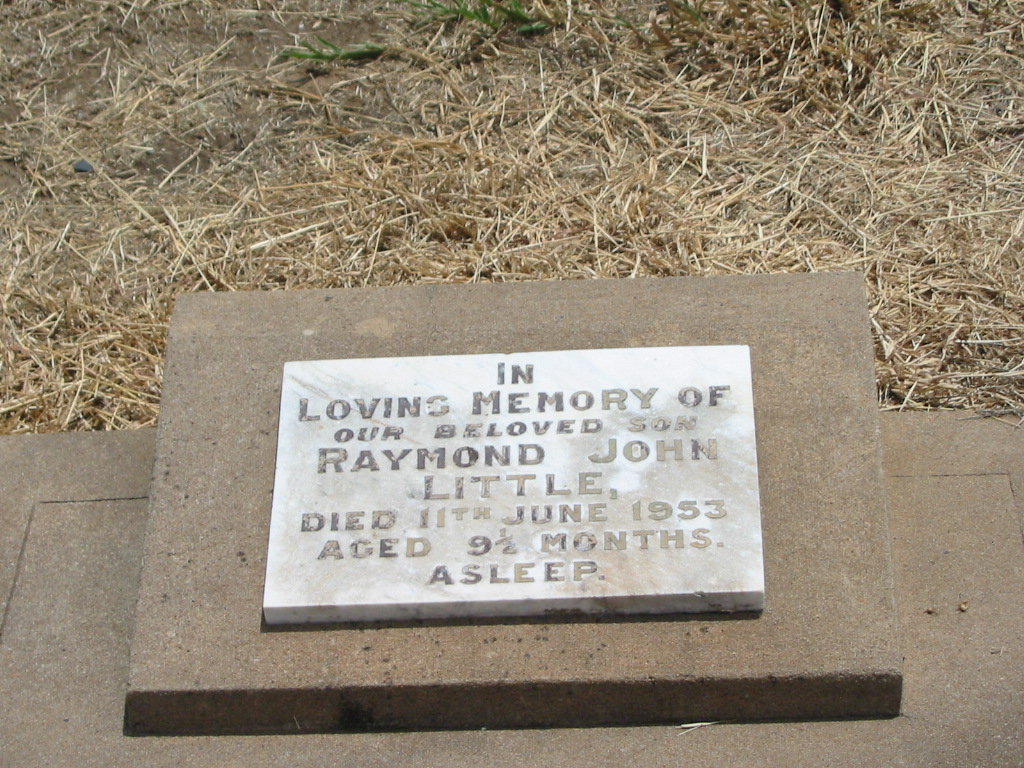 IN
LOVING MEMORY OF
OUR BELOVED SON
RAYMOND JOHN
LITTLE,
DIED 11TH JUNE 1953
AGED 9½ MONTHS.
ASLEEP.